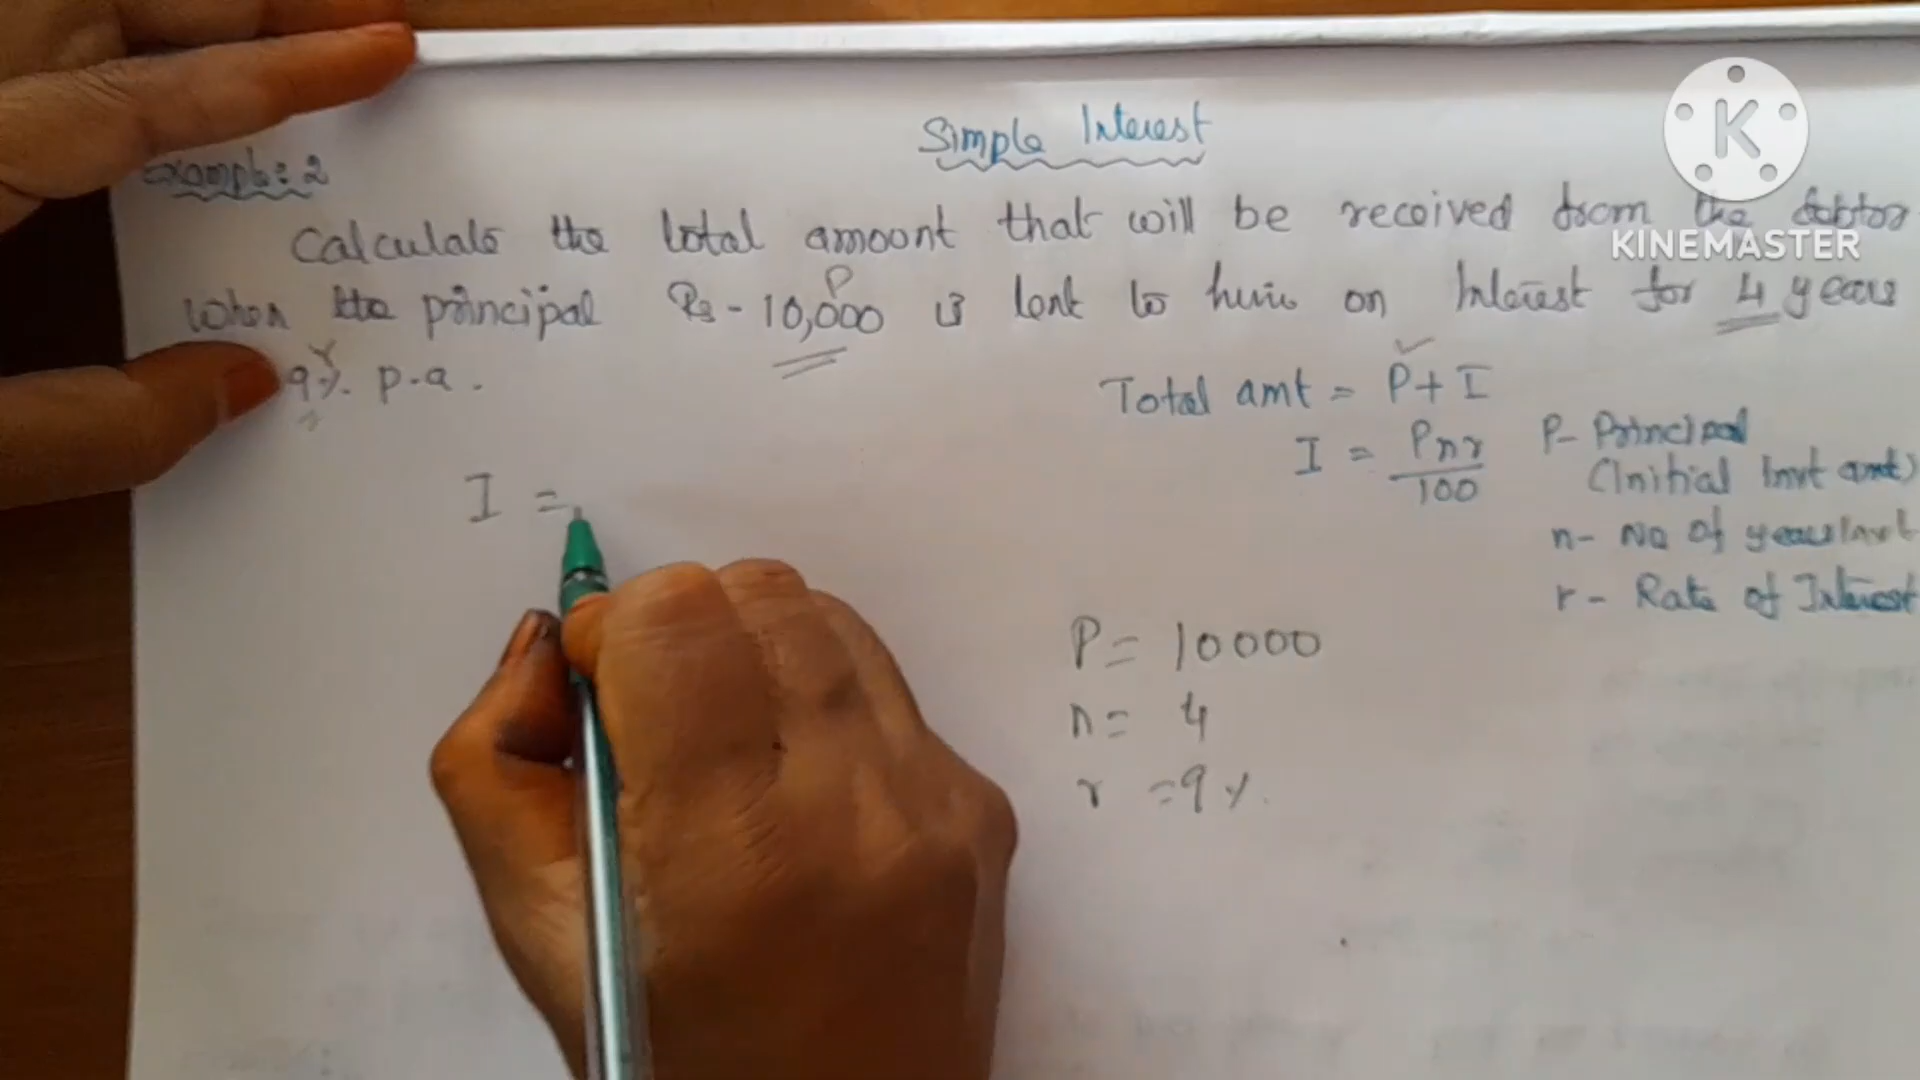 Simple Interest
Example: 2
Calculate the total amount that will be received from the debtor
When the principal Rs - 10,000 is lent to him on Interest for 4 years
P
9%. p.a.
r
Total amt = P + I
I = Pnr
100
P- Principal
(Initial Invt amt)
n- No of years Invt
r - Rate of Interest
I =
P = 10000
n = 4
r = 9%.
K
KINEMASTER